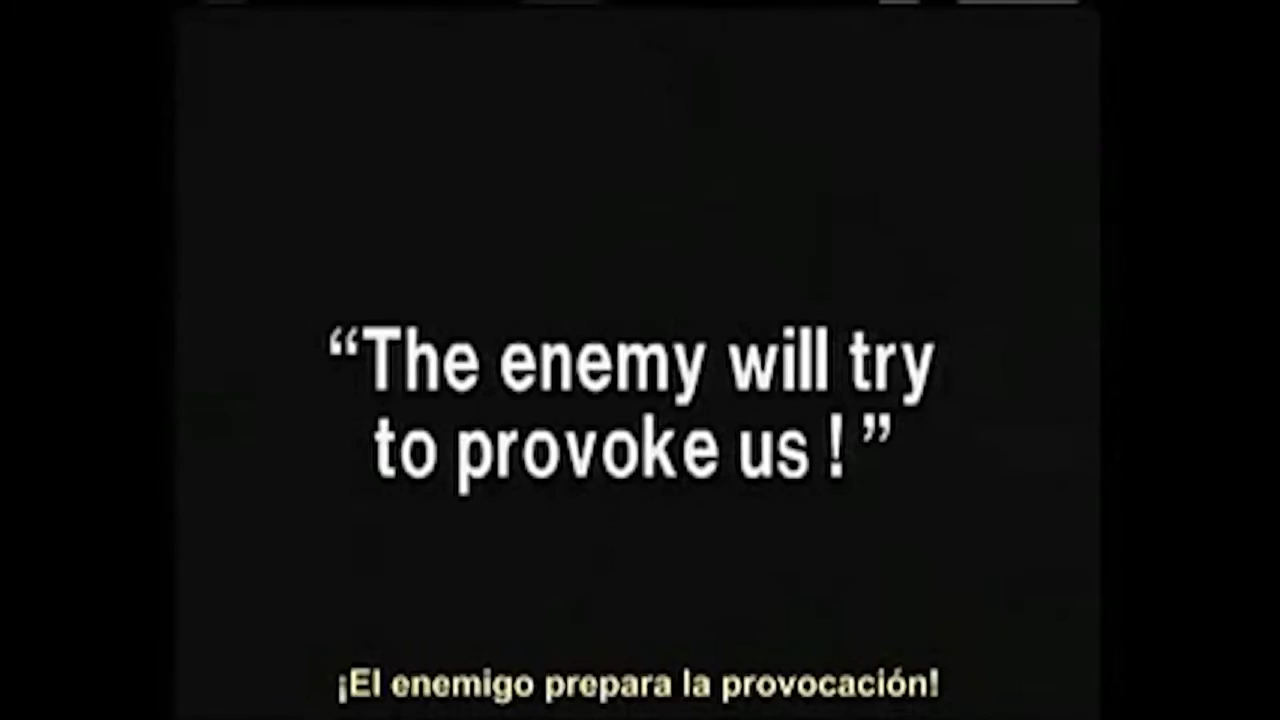 “The enemy will try
to provoke us !”
¡El enemigo prepara la provocación!